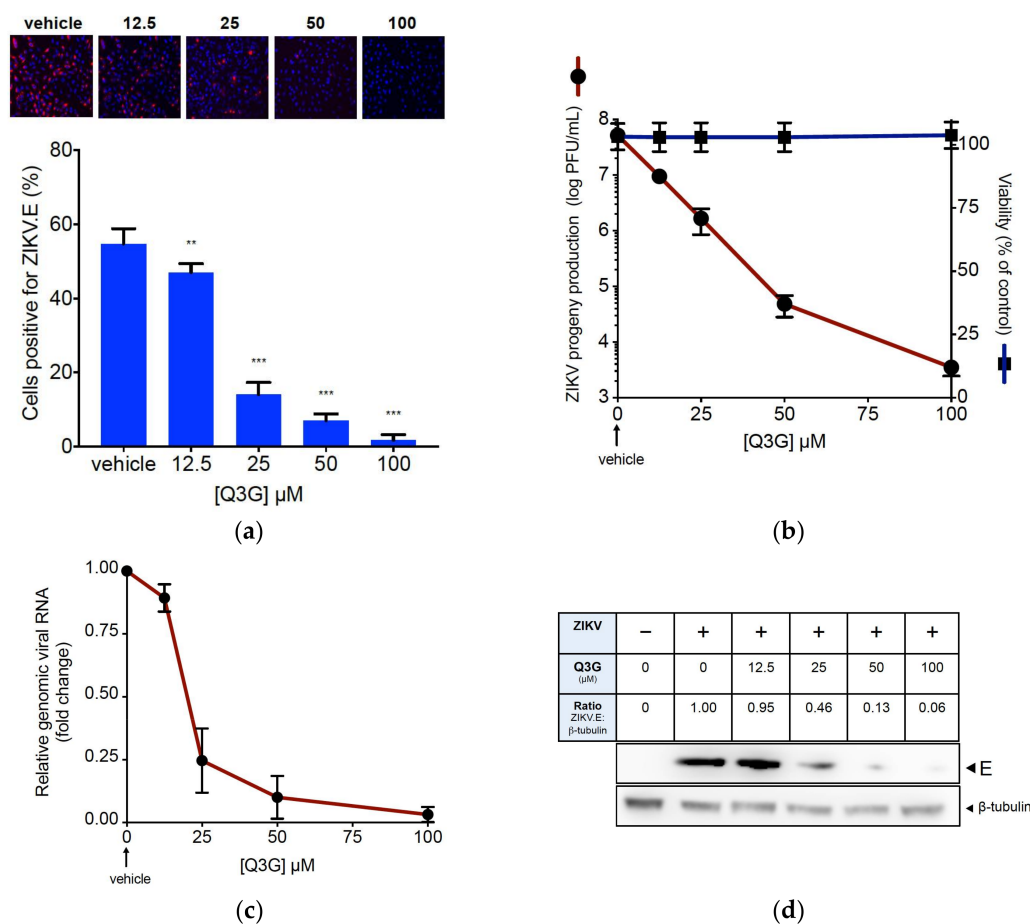 vehicle 12.5 25 50 100
Cells positive for ZIKV.E (%)
80
60
40
20
0
** *** *** ***
vehicle 12.5 25 50 100
[Q3G] µM
(a)
ZIKV progeny production (log PFU/mL)
8
7
6
5
4
3
100
75
50
25
0
Viability (% of control)
0 25 50 75 100
[Q3G] µM
vehicle
(b)
Relative genomic viral RNA
(fold change)
1.00
0.75
0.50
0.25
0.00
0 25 50 75 100
[Q3G] µM
vehicle
(c)
ZIKV − + + + + +
Q3G 0 0 12.5 25 50 100
(µM)
Ratio 0 1.00 0.95 0.46 0.13 0.06
ZIKV.E:
β-tubulin
◄E
◄β-tubulin
(d)